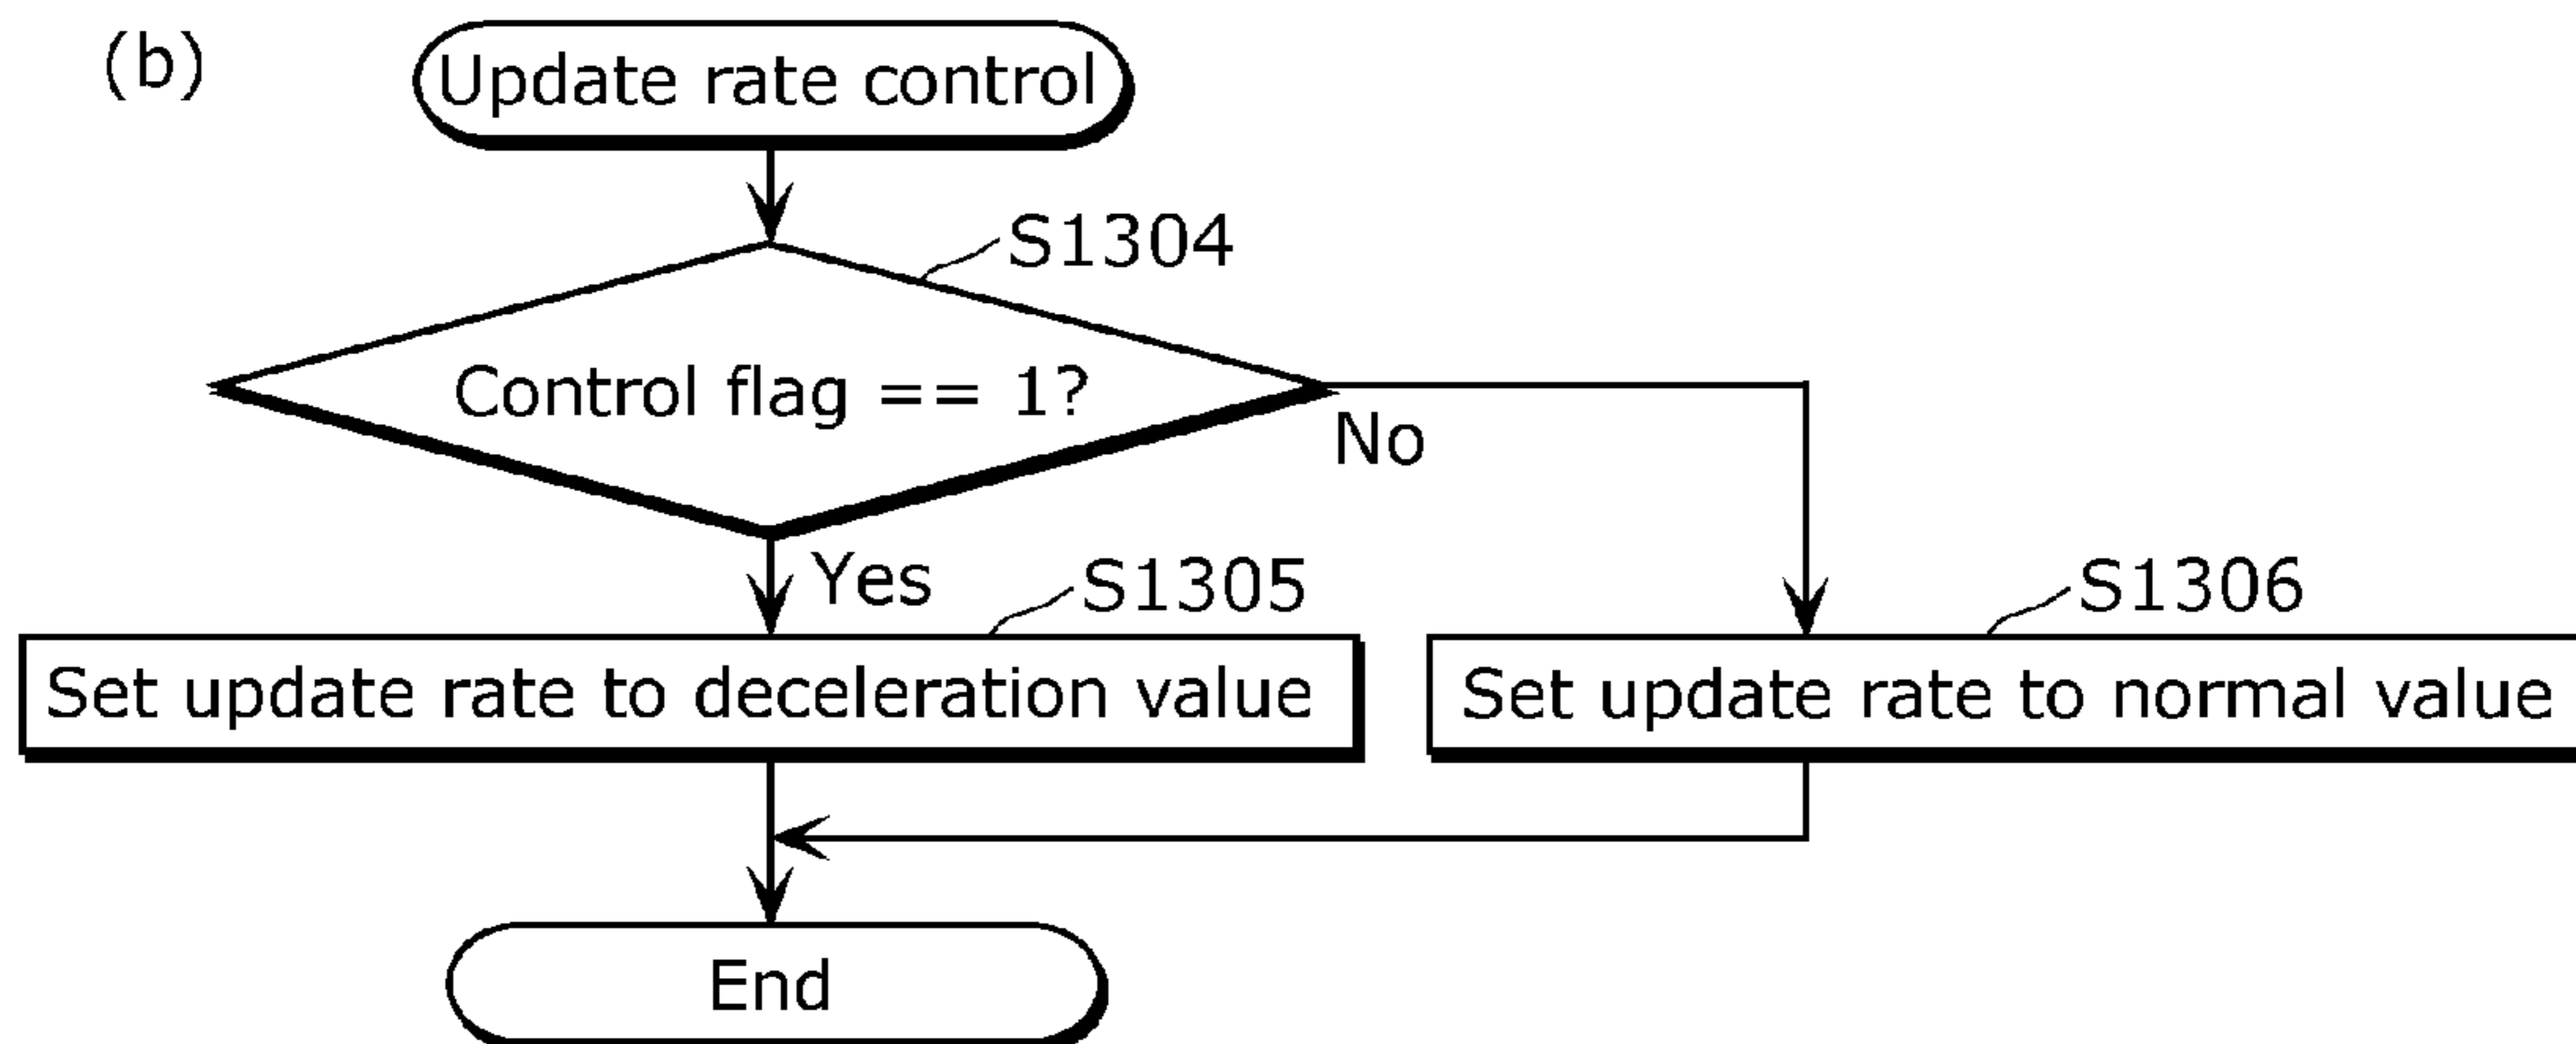 (b)
Update rate control
S1304
Control flag == 1?
No
Yes
S1305
S1306
Set update rate to deceleration value
Set update rate to normal value
End